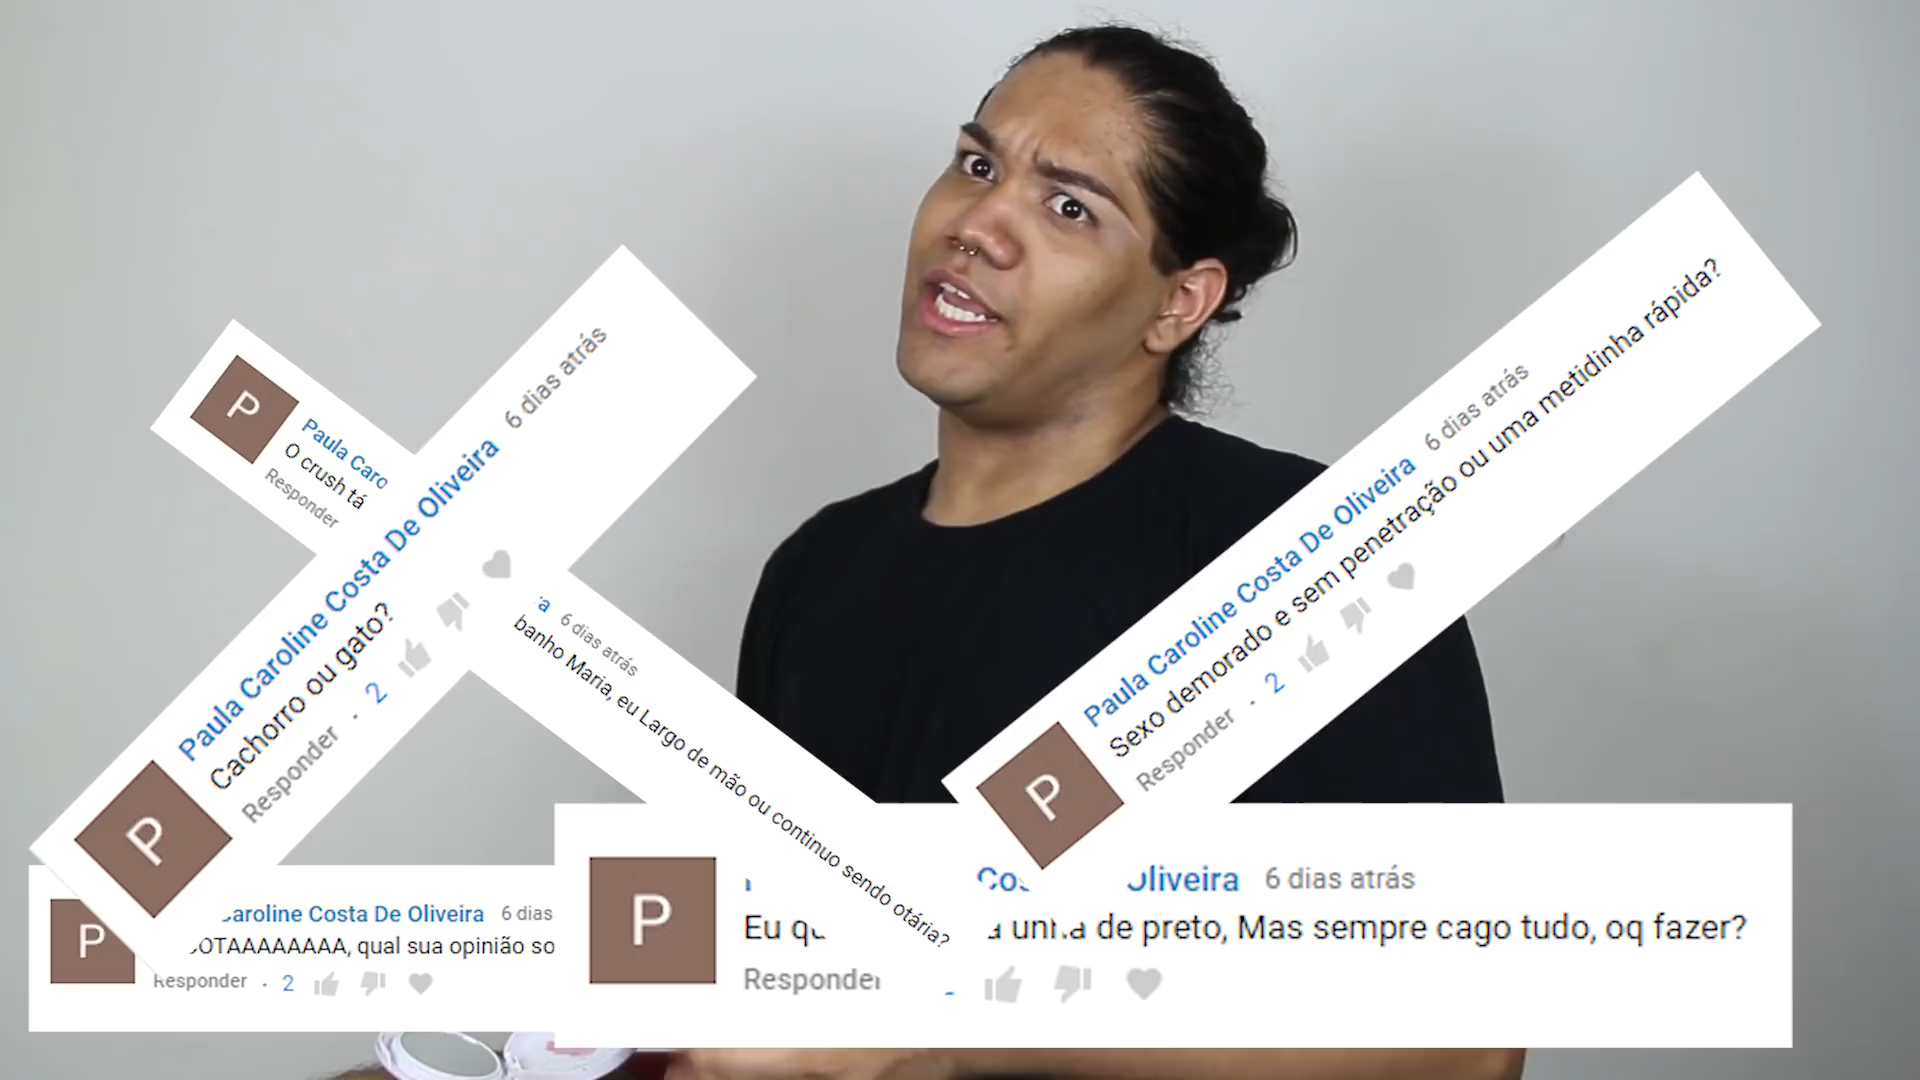 P
Paula Caro
O crush tá
Responder
a 6 dias atrás
banho Maria, eu Largo de mão ou continuo sendo otária?
P
Paula Caroline Costa De Oliveira 6 dias atrás
Cachorro ou gato?
Responder · 2
P
Paula Caroline Costa De Oliveira 6 dias atrás
Sexo demorado e sem penetração ou uma metidinha rápida?
Responder · 2
P
aroline Costa De Oliveira 6 dias
OTAAAAAAAA, qual sua opinião so
Responder · 2
P
Cos Oliveira 6 dias atrás
Eu qu a unha de preto, Mas sempre cago tudo, oq fazer?
Responder